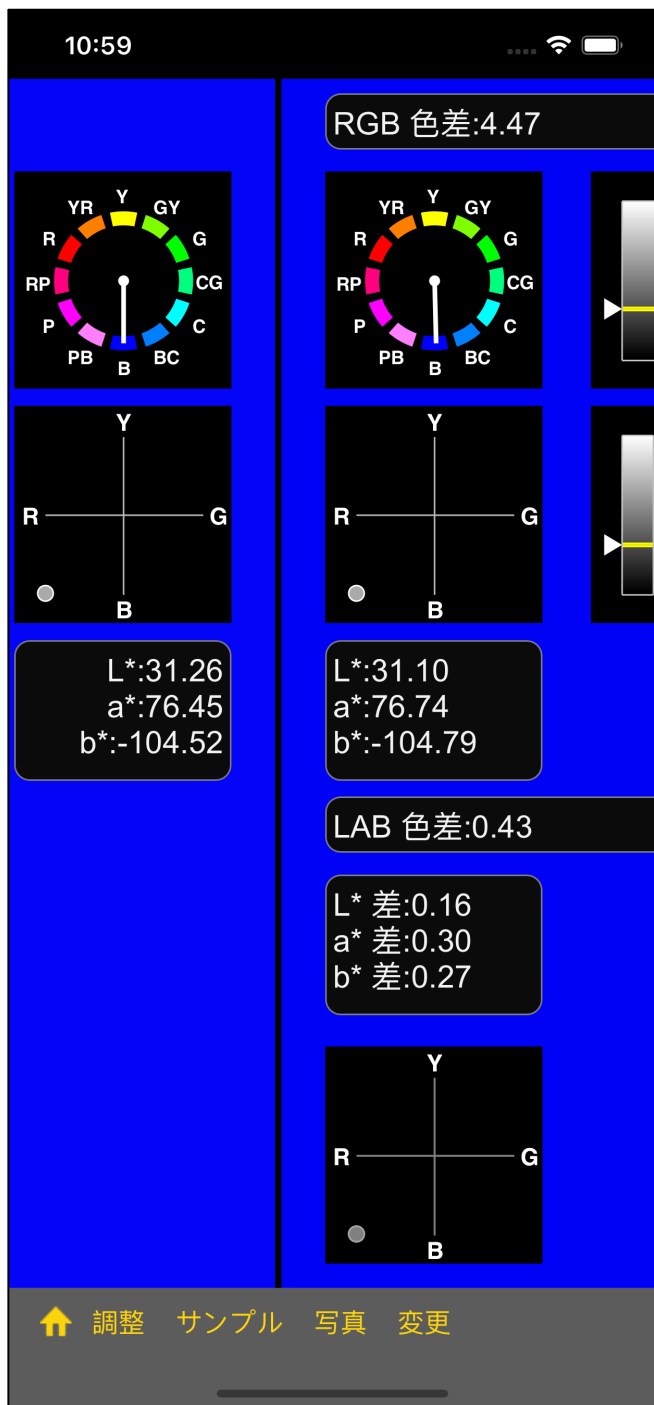 10:59
RGB 色差:4.47
Y
YR
GY
R
G
RP
CG
P
C
PB
BC
B
Y
YR
GY
R
G
RP
CG
P
C
PB
BC
B
Y
R
G
B
Y
R
G
B
L*:31.26
a*:76.45
b*:-104.52
L*:31.10
a*:76.74
b*:-104.79
LAB 色差:0.43
L* 差:0.16
a* 差:0.30
b* 差:0.27
Y
R
G
B
調整 サンプル 写真 変更